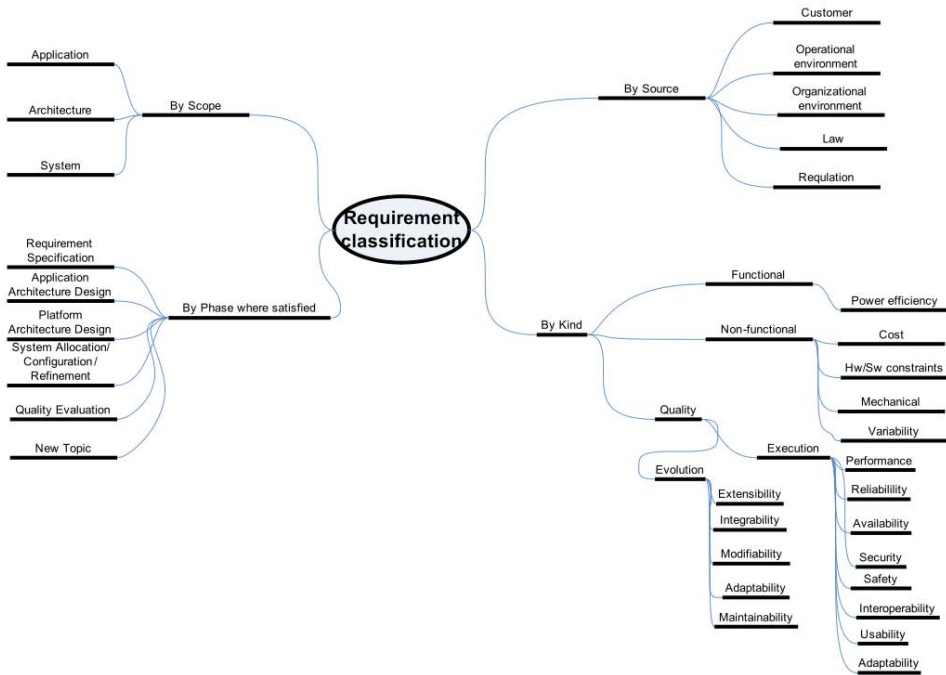 Requirement
classification
By Scope
Application
Architecture
System
By Phase where satisfied
Requirement
Specification
Application
Architecture Design
Platform
Architecture Design
System Allocation/
Configuration/
Refinement
Quality Evaluation
New Topic
By Source
Customer
Operational
environment
Organizational
environment
Law
Requlation
By Kind
Functional
Power efficiency
Non-functional
Cost
Hw/Sw constraints
Mechanical
Variability
Quality
Evolution
Extensibility
Integrability
Modifiability
Adaptability
Maintainability
Execution
Performance
Reliabilility
Availability
Security
Safety
Interoperability
Usability
Adaptability